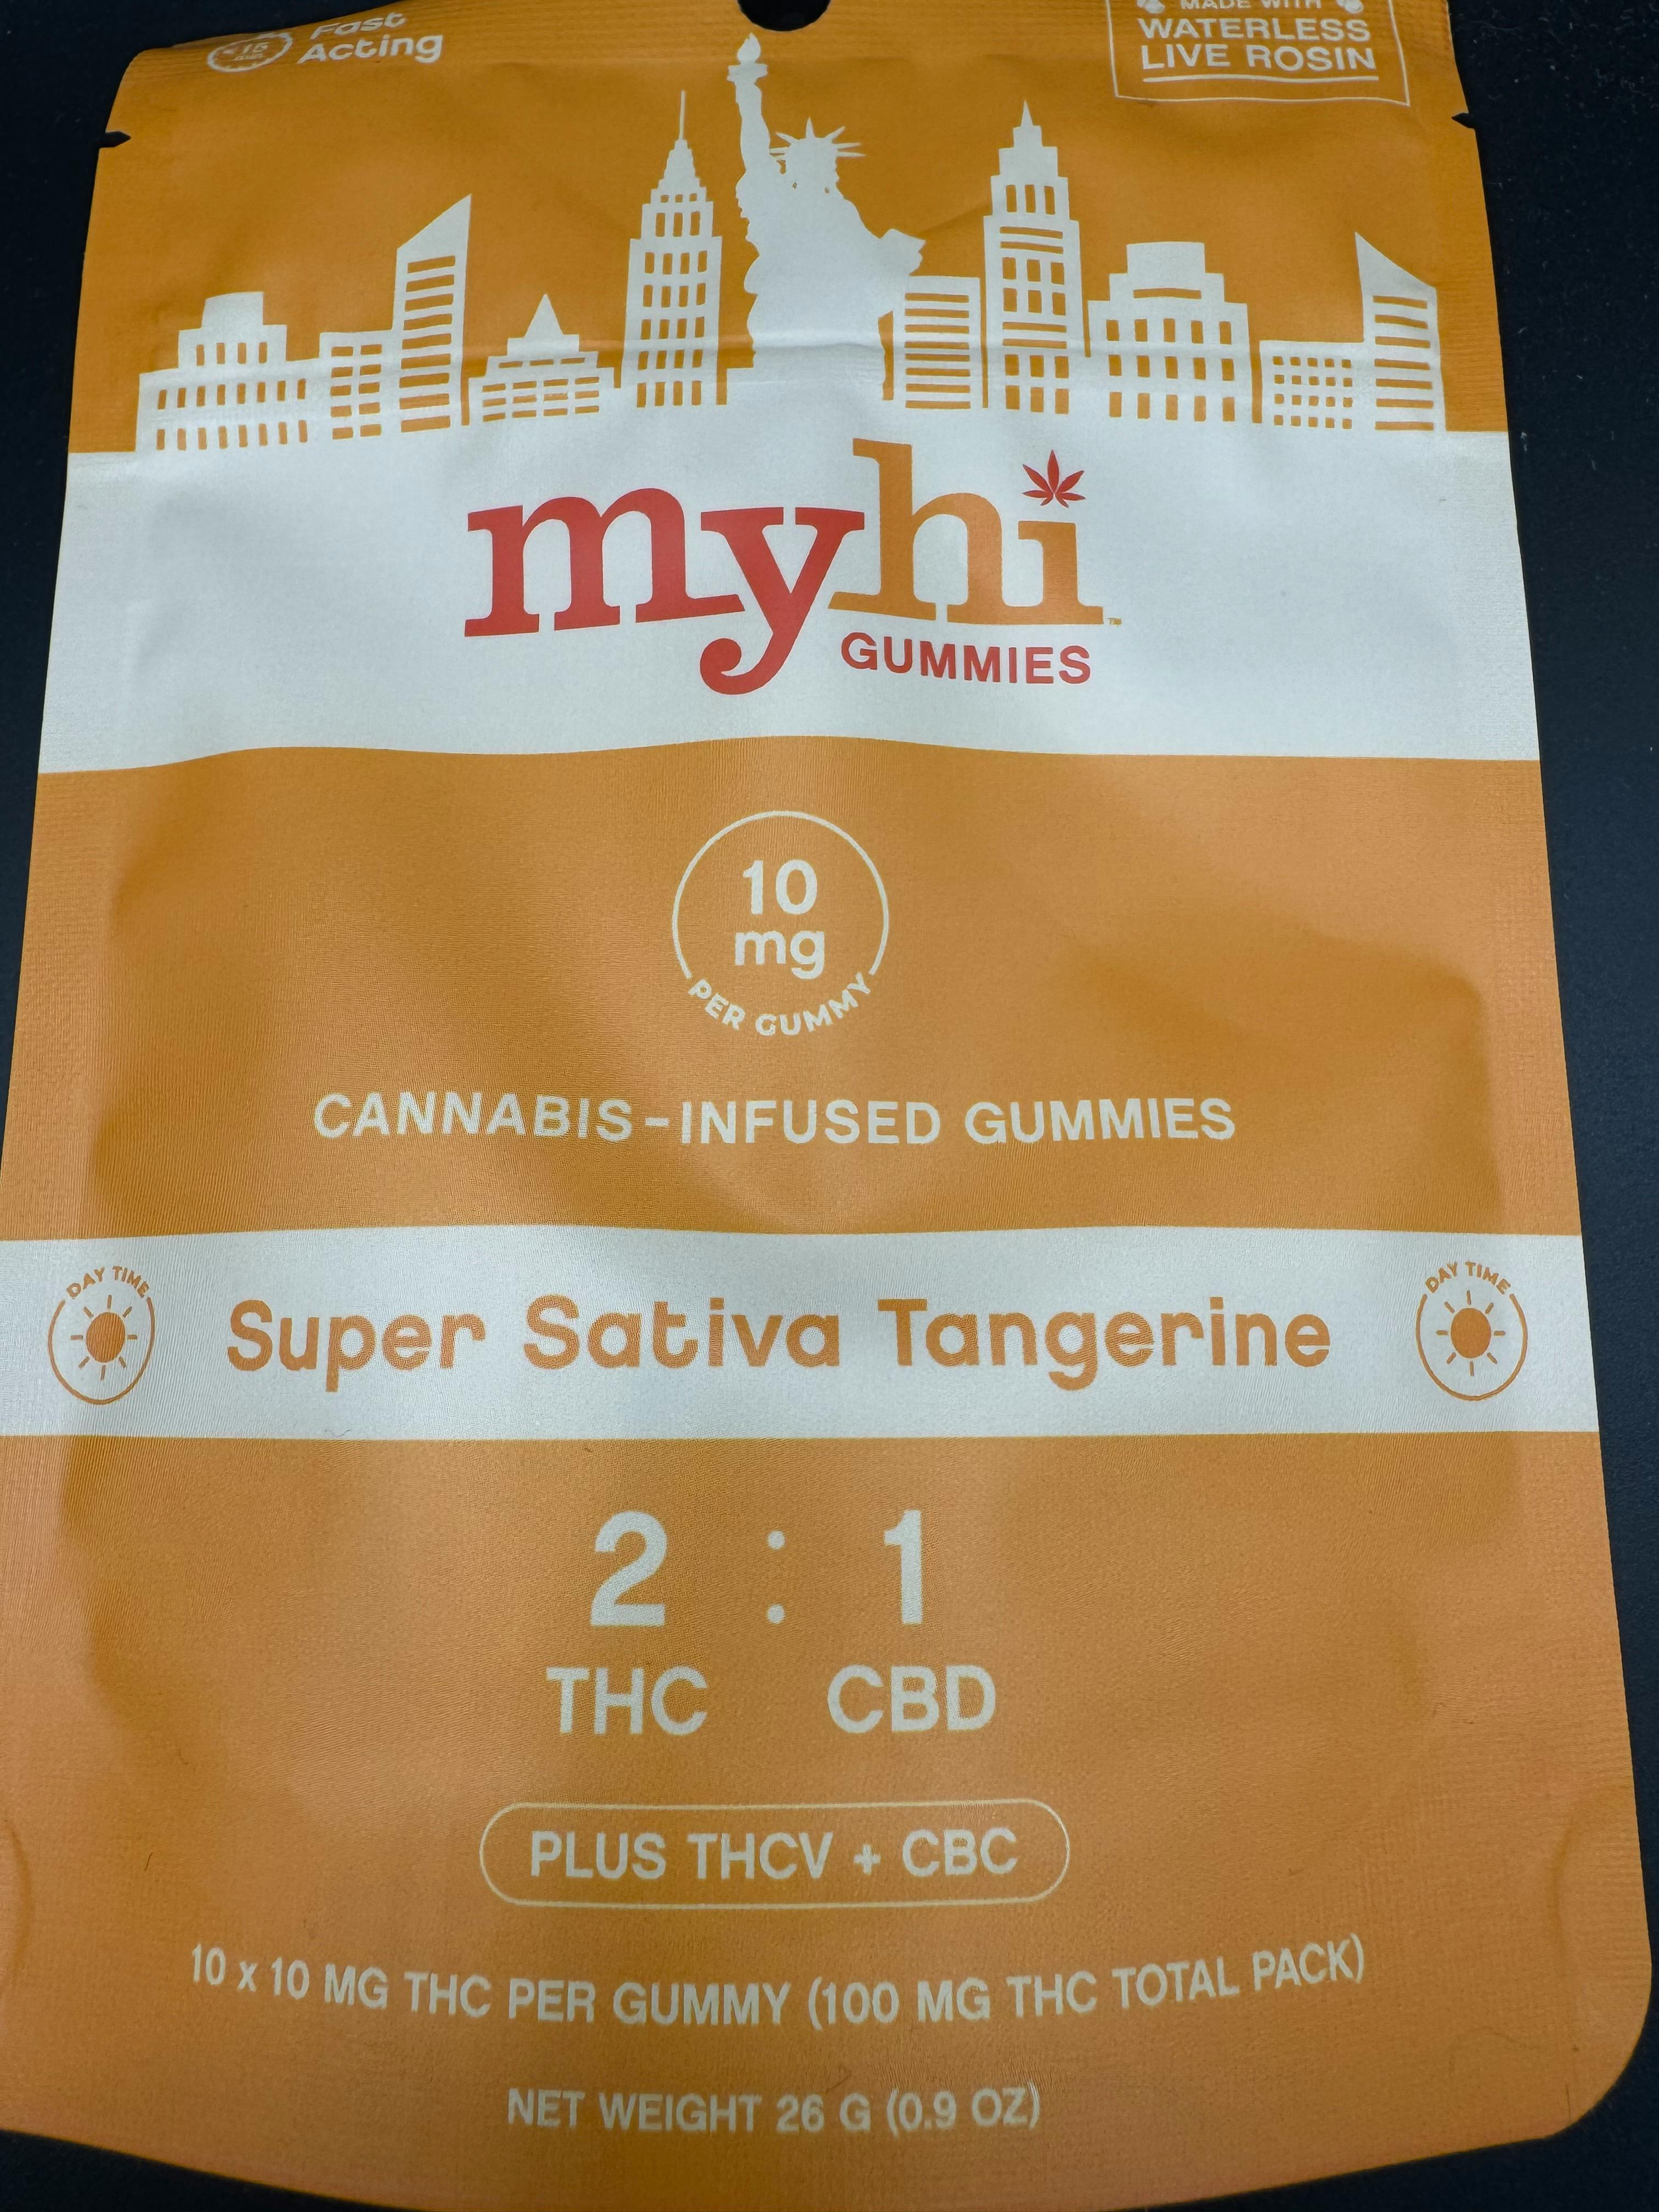 Fast
Acting
MADE WITH
WATERLESS
LIVE ROSIN
myhi
GUMMIES
10
mg
PER GUMMY
CANNABIS-INFUSED GUMMIES
DAY TIME
Super Sativa Tangerine
DAY TIME
2 : 1
THC CBD
PLUS THCV + CBC
10 x 10 MG THC PER GUMMY (100 MG THC TOTAL PACK)
NET WEIGHT 26 G (0.9 OZ)